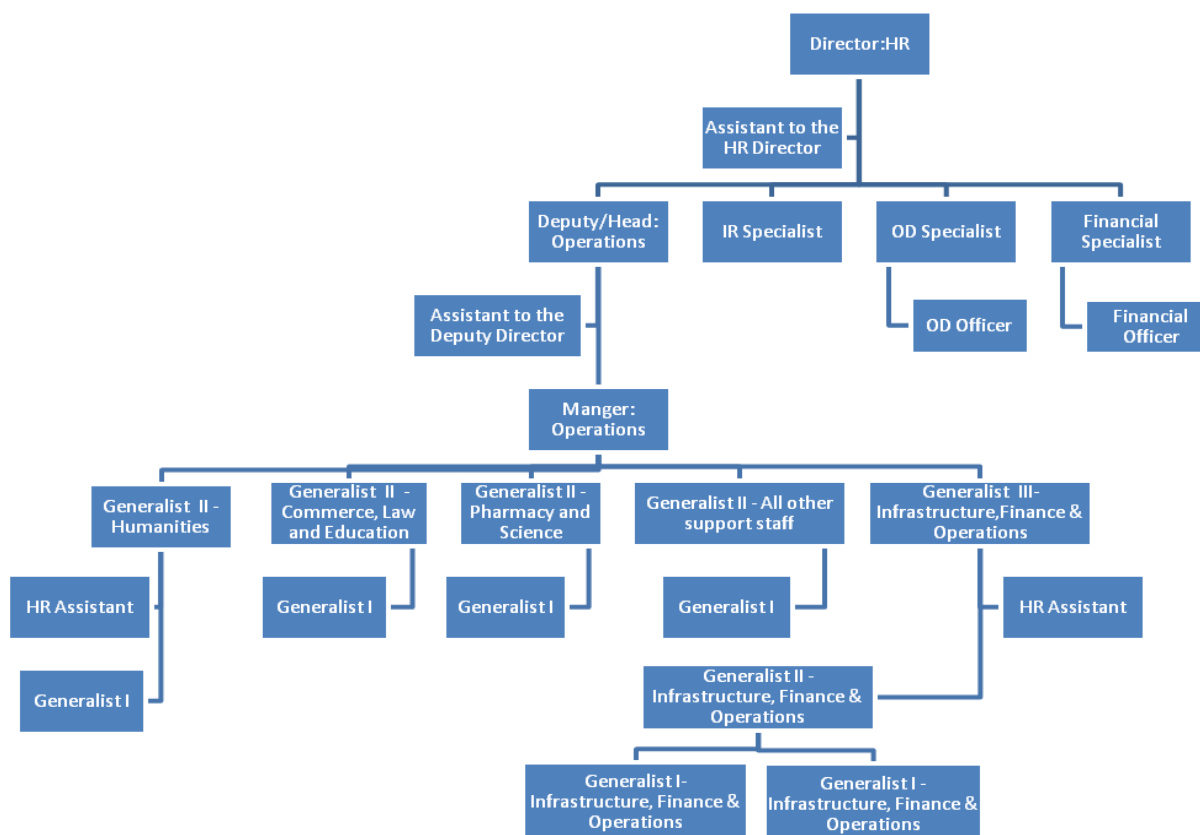 Director:HR
Assistant to the
HR Director
Deputy/Head:
Operations
IR Specialist
OD Specialist
Financial
Specialist
Assistant to the
Deputy Director
OD Officer
Financial
Officer
Manger:
Operations
Generalist II -
Humanities
Generalist II -
Commerce, Law
and Education
Generalist II -
Pharmacy and
Science
Generalist II - All other
support staff
Generalist III-
Infrastructure,Finance &
Operations
HR Assistant
Generalist I
Generalist I
Generalist I
HR Assistant
Generalist I
Generalist II -
Infrastructure, Finance &
Operations
Generalist I-
Infrastructure, Finance &
Operations
Generalist I -
Infrastructure, Finance &
Operations